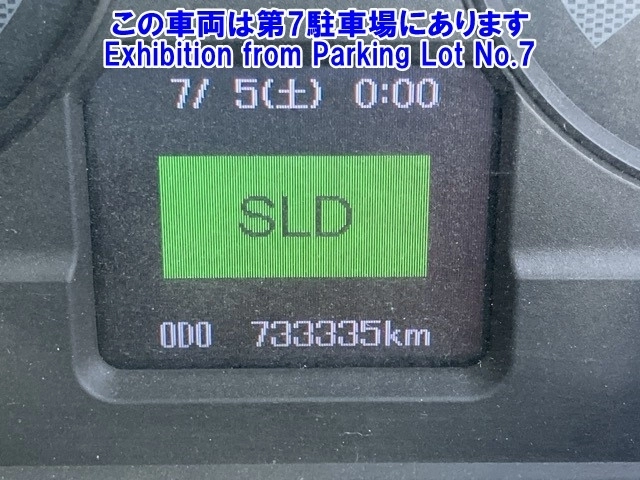 この車両は第7駐車場にあります
Exhibition from Parking Lot No.7
7/ 5(土) 0:00
SLD
ODO 733335km